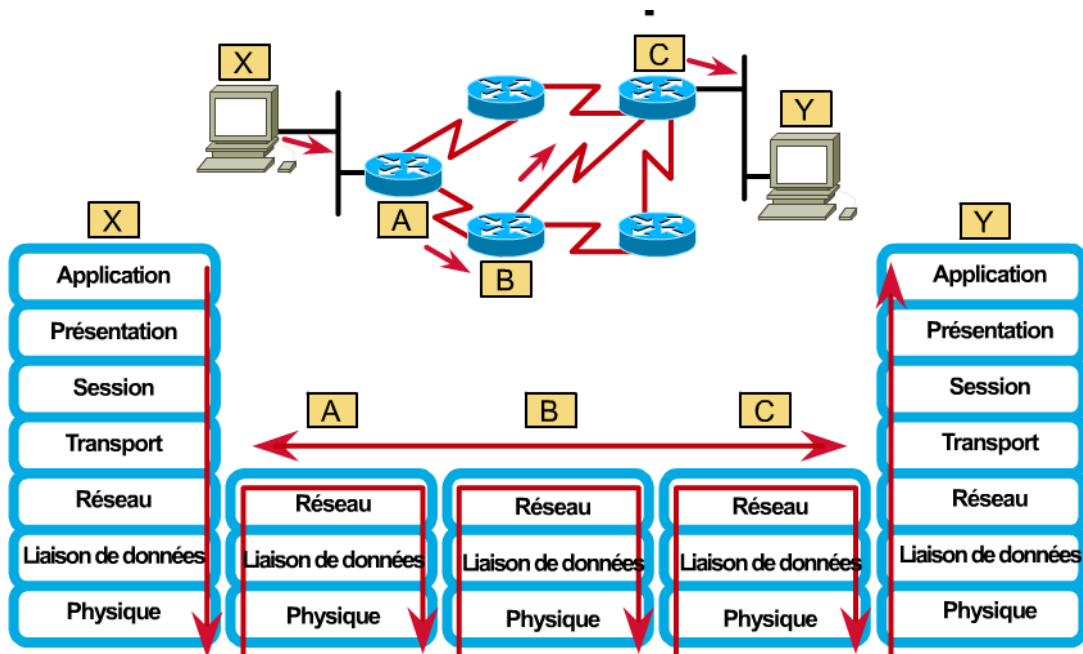 -
X
C
Y
A
B
X
Y
Application
Présentation
Session
Transport
Réseau
Liaison de données
Physique
A
B
C
Réseau
Liaison de données
Physique
Réseau
Liaison de données
Physique
Réseau
Liaison de données
Physique
Application
Présentation
Session
Transport
Réseau
Liaison de données
Physique